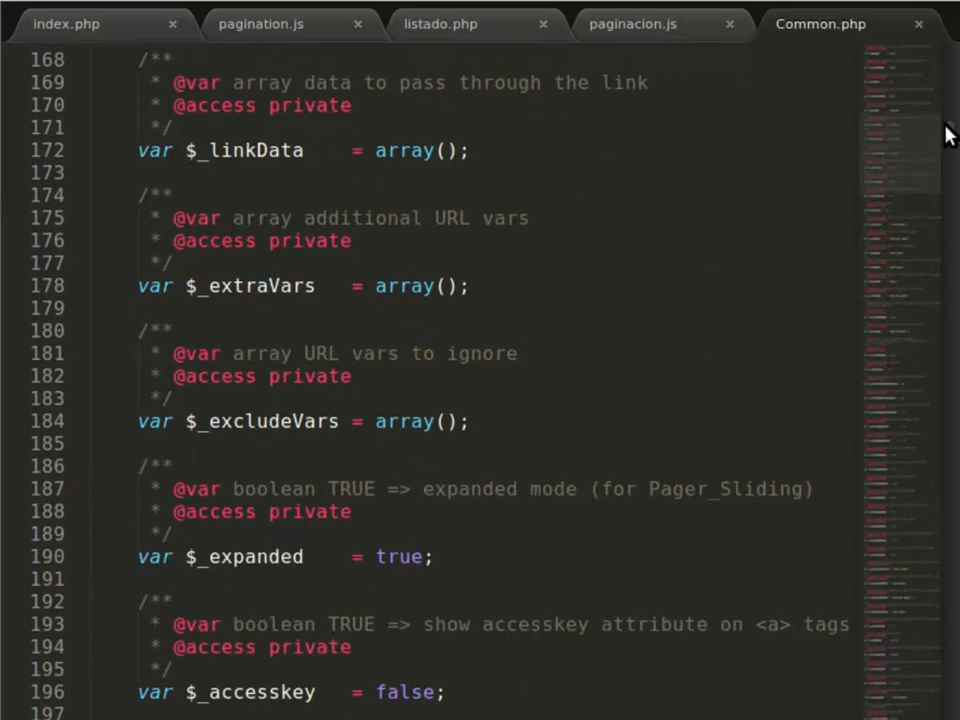 index.php × pagination.js × listado.php × paginacion.js × Common.php ×
168 /**
169 * @var array data to pass through the link
170 * @access private
171 */
172 var $_linkData = array();
173
174 /**
175 * @var array additional URL vars
176 * @access private
177 */
178 var $_extraVars = array();
179
180 /**
181 * @var array URL vars to ignore
182 * @access private
183 */
184 var $_excludeVars = array();
185
186 /**
187 * @var boolean TRUE => expanded mode (for Pager_Sliding)
188 * @access private
189 */
190 var $_expanded = true;
191
192 /**
193 * @var boolean TRUE => show accesskey attribute on <a> tags
194 * @access private
195 */
196 var $_accesskey = false;
197